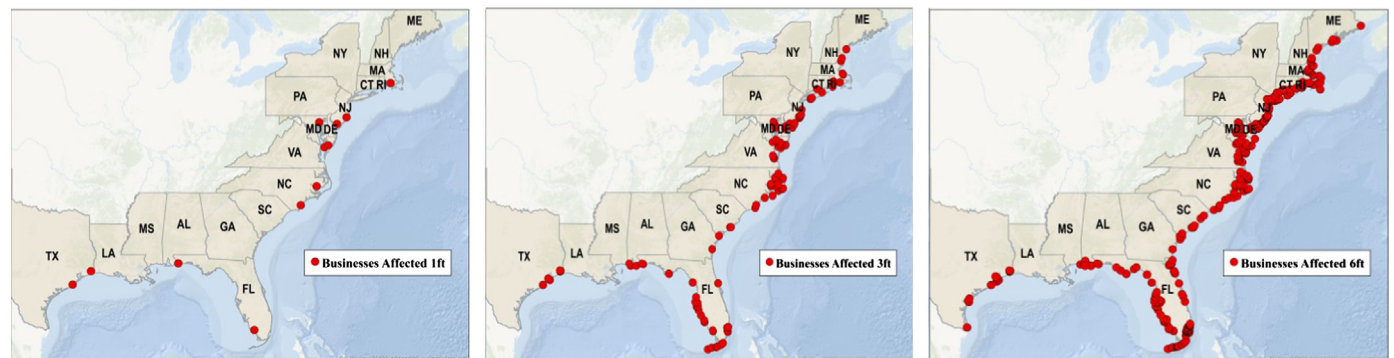 ME
NY
NH
MA
CT RI
PA
NJ
MD DE
VA
NC
SC
MS
AL
GA
TX
LA
FL
Businesses Affected 1ft
ME
NY
NH
MA
CT RI
PA
NJ
MD DE
VA
NC
SC
MS
AL
GA
TX
LA
FL
Businesses Affected 3ft
ME
NY
NH
MA
CT RI
PA
NJ
MD DE
VA
NC
SC
MS
AL
GA
TX
LA
FL
Businesses Affected 6ft